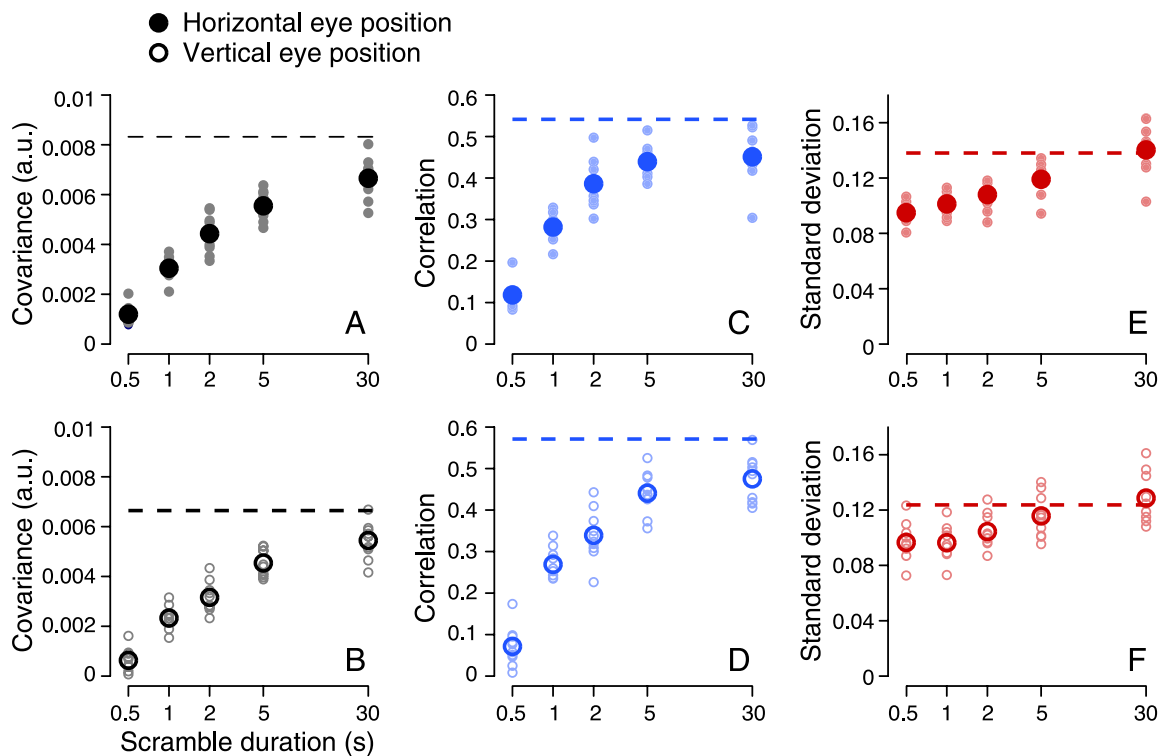 Horizontal eye position
Vertical eye position
Covariance (a.u.)
0.01
0.008
0.006
0.004
0.002
0
A
0.5 1 2 5 30
Correlation
0.6
0.5
0.4
0.3
0.2
0.1
0
C
0.5 1 2 5 30
Standard deviation
0.16
0.12
0.08
0.04
0
E
0.5 1 2 5 30
Covariance (a.u.)
0.01
0.008
0.006
0.004
0.002
0
B
0.5 1 2 5 30
Scramble duration (s)
Correlation
0.6
0.5
0.4
0.3
0.2
0.1
0
D
0.5 1 2 5 30
Standard deviation
0.16
0.12
0.08
0.04
0
F
0.5 1 2 5 30